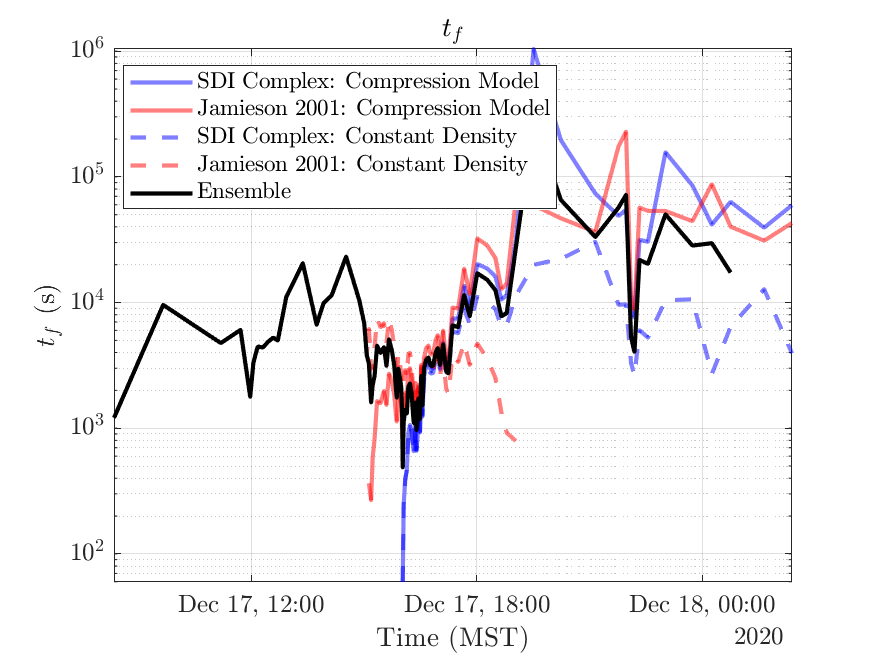 t_f
10^6
10^5
10^4
10^3
10^2
t_f (s)
SDI Complex: Compression Model
Jamieson 2001: Compression Model
SDI Complex: Constant Density
Jamieson 2001: Constant Density
Ensemble
Dec 17, 12:00
Dec 17, 18:00
Dec 18, 00:00
Time (MST)
2020